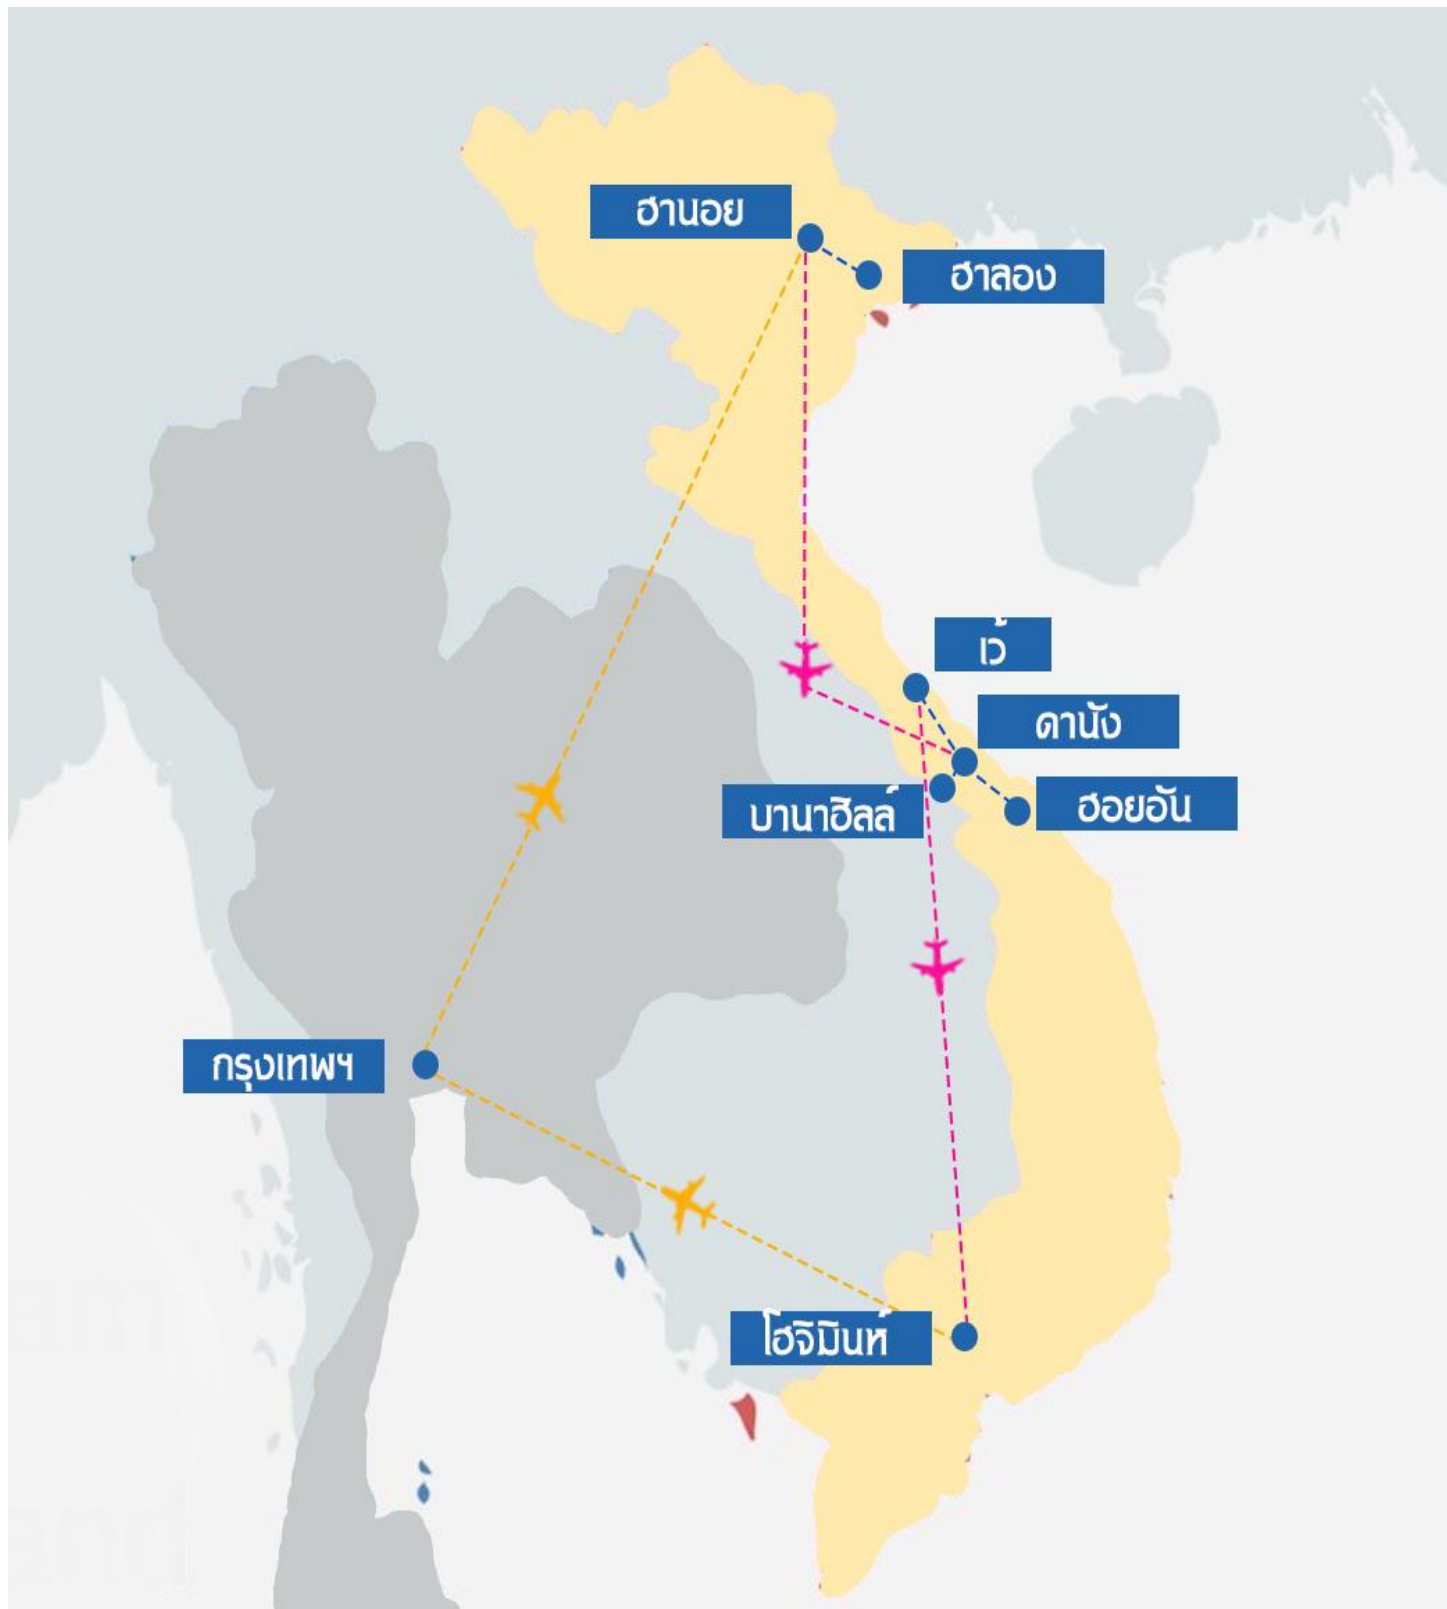 ฮานอย
ฮาลอง
เว้
ดานัง
บานาฮิลล์
ฮอยอัน
กรุงเทพฯ
โฮจิมินห์
am
and